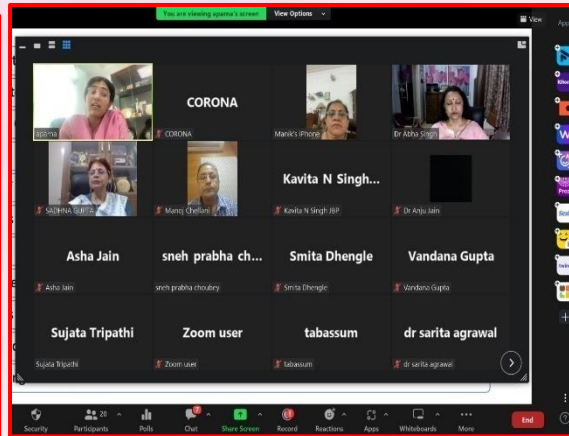 You are viewing aparna's screen View Options
View
aparna
CORONA
CORONA
Manik's iPhone
Dr Abha Singh
SADHNA GUPTA
Manoj Chellani
Kavita N Singh...
Kavita N Singh JBP
Dr Anju Jain
Asha Jain
Asha Jain
sneh prabha ch...
sneh prabha choubey
Smita Dhengle
Smita Dhengle
Vandana Gupta
Vandana Gupta
Sujata Tripathi
Sujata Tripathi
Zoom user
Zoom user
tabassum
tabassum
dr sarita agrawal
dr sarita agrawal
Security
20
Participants
Polls
7
Chat
Share Screen
Record
Reactions
Apps
Whiteboards
More
End